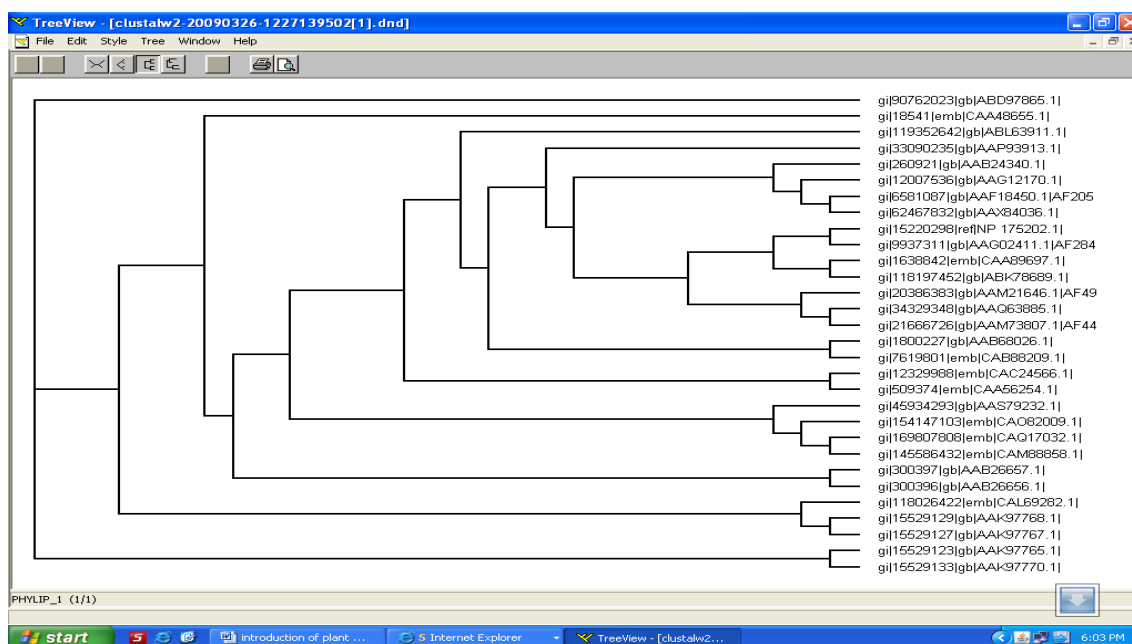 TreeView - [clustalw2-20090326-1227139502[1].dnd]
File Edit Style Tree Window Help
gi|90762023|gb|ABD97865.1|
gi|18541|emb|CAA48655.1|
gi|119352642|gb|ABL63911.1|
gi|33090235|gb|AAP93913.1|
gi|260921|gb|AAB24340.1|
gi|12007536|gb|AAG12170.1|
gi|6581087|gb|AAF18450.1|AF205
gi|62467832|gb|AAX84036.1|
gi|15220298|ref|NP 175202.1|
gi|9937311|gb|AAG02411.1|AF284
gi|1638842|emb|CAA89697.1|
gi|118197452|gb|ABK78689.1|
gi|20386383|gb|AAM21646.1|AF49
gi|34329348|gb|AAQ63885.1|
gi|21666726|gb|AAM73807.1|AF44
gi|1800227|gb|AAB68026.1|
gi|7619801|emb|CAB88209.1|
gi|12329988|emb|CAC24566.1|
gi|509374|emb|CAA56254.1|
gi|45934293|gb|AAS79232.1|
gi|154147103|emb|CAO82009.1|
gi|169807808|emb|CAQ17032.1|
gi|145586432|emb|CAM88858.1|
gi|300397|gb|AAB26657.1|
gi|300396|gb|AAB26656.1|
gi|118026422|emb|CAL69282.1|
gi|15529129|gb|AAK97768.1|
gi|15529127|gb|AAK97767.1|
gi|15529123|gb|AAK97765.1|
gi|15529133|gb|AAK97770.1|
PHYLIP_1 (1/1)
start S introduction of plant ... 5 Internet Explorer TreeView - [clustalw2... 6:03 PM